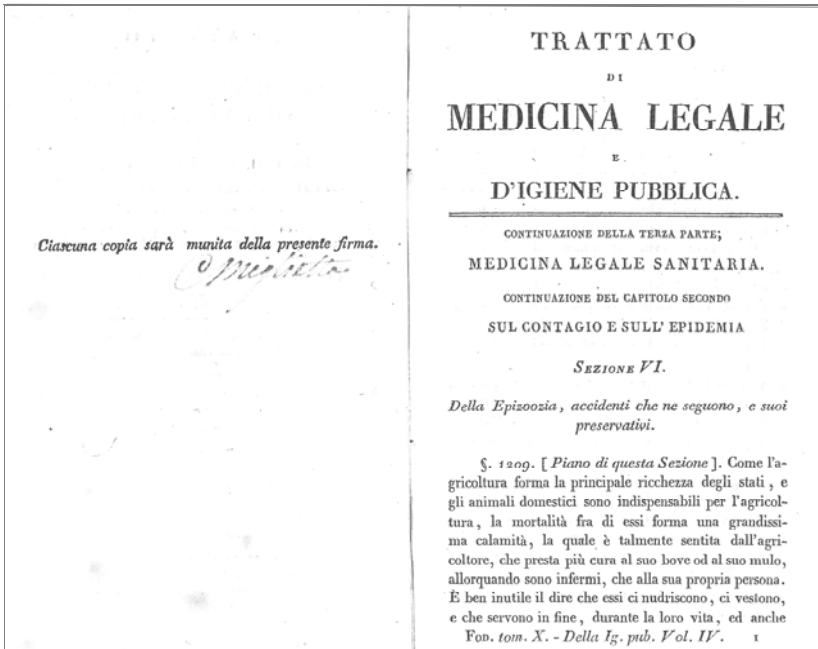 Ciascuna copia sarà munita della presente firma.
TRATTATO
DI
MEDICINA LEGALE
E
D'IGIENE PUBBLICA.
CONTINUAZIONE DELLA TERZA PARTE;
MEDICINA LEGALE SANITARIA.
CONTINUAZIONE DEL CAPITOLO SECONDO
SUL CONTAGIO E SULL' EPIDEMIA
SEZIONE VI.
Della Epizoozia, accidenti che ne seguono, e suoi
preservativi.
§. 1209. [ Piano di questa Sezione ]. Come l'a-
gricoltura forma la principale ricchezza degli stati, e
gli animali domestici sono indispensabili per l'agricol-
tura, la mortalità fra di essi forma una grandissi-
ma calamità, la quale è talmente sentita dall'agri-
coltore, che presta più cura al suo bove od al suo mulo,
allorquando sono infermi, che alla sua propria persona.
È ben inutile il dire che essi ci nudriscono, ci vestono,
e che servono in fine, durante la loro vita, ed anche
FOD. tom. X. - Della Ig. pub. Vol. IV. 1